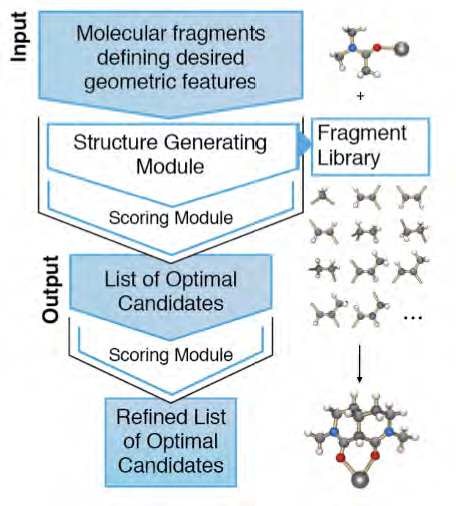 Input
Molecular fragments
defining desired
geometric features
+
Structure Generating
Module
Fragment
Library
Scoring Module
Output
List of Optimal
Candidates
...
Scoring Module
Refined List
of Optimal
Candidates